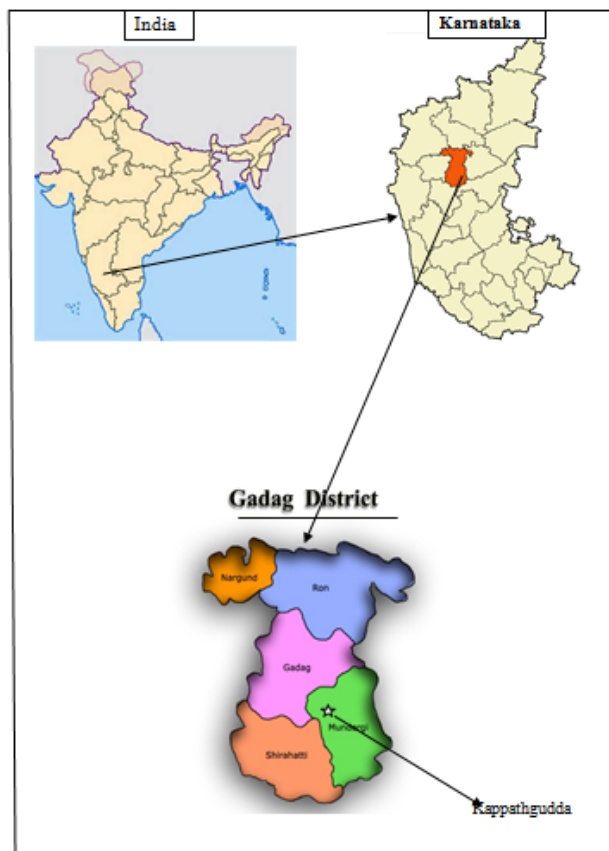 India
Karnataka
Gadag District
Nargund
Ron
Gadag
Mundargi
Shirahatti
Kappathgudda